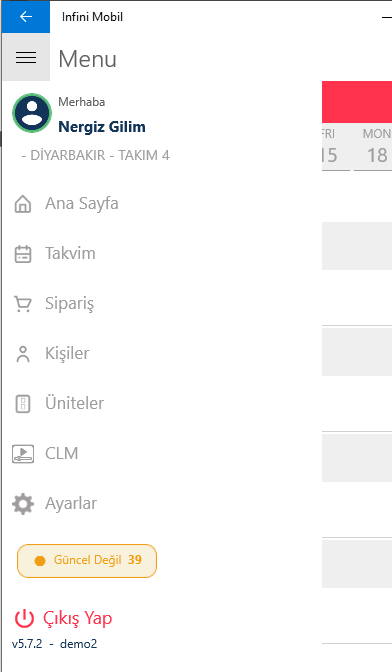 Infini Mobil
Menu
Merhaba
Nergiz Gilim
- DİYARBAKIR - TAKIM 4
FRI MON
15 18
Ana Sayfa
Takvim
Sipariş
Kişiler
Üniteler
CLM
Ayarlar
Güncel Değil 39
Çıkış Yap
v5.7.2 - demo2